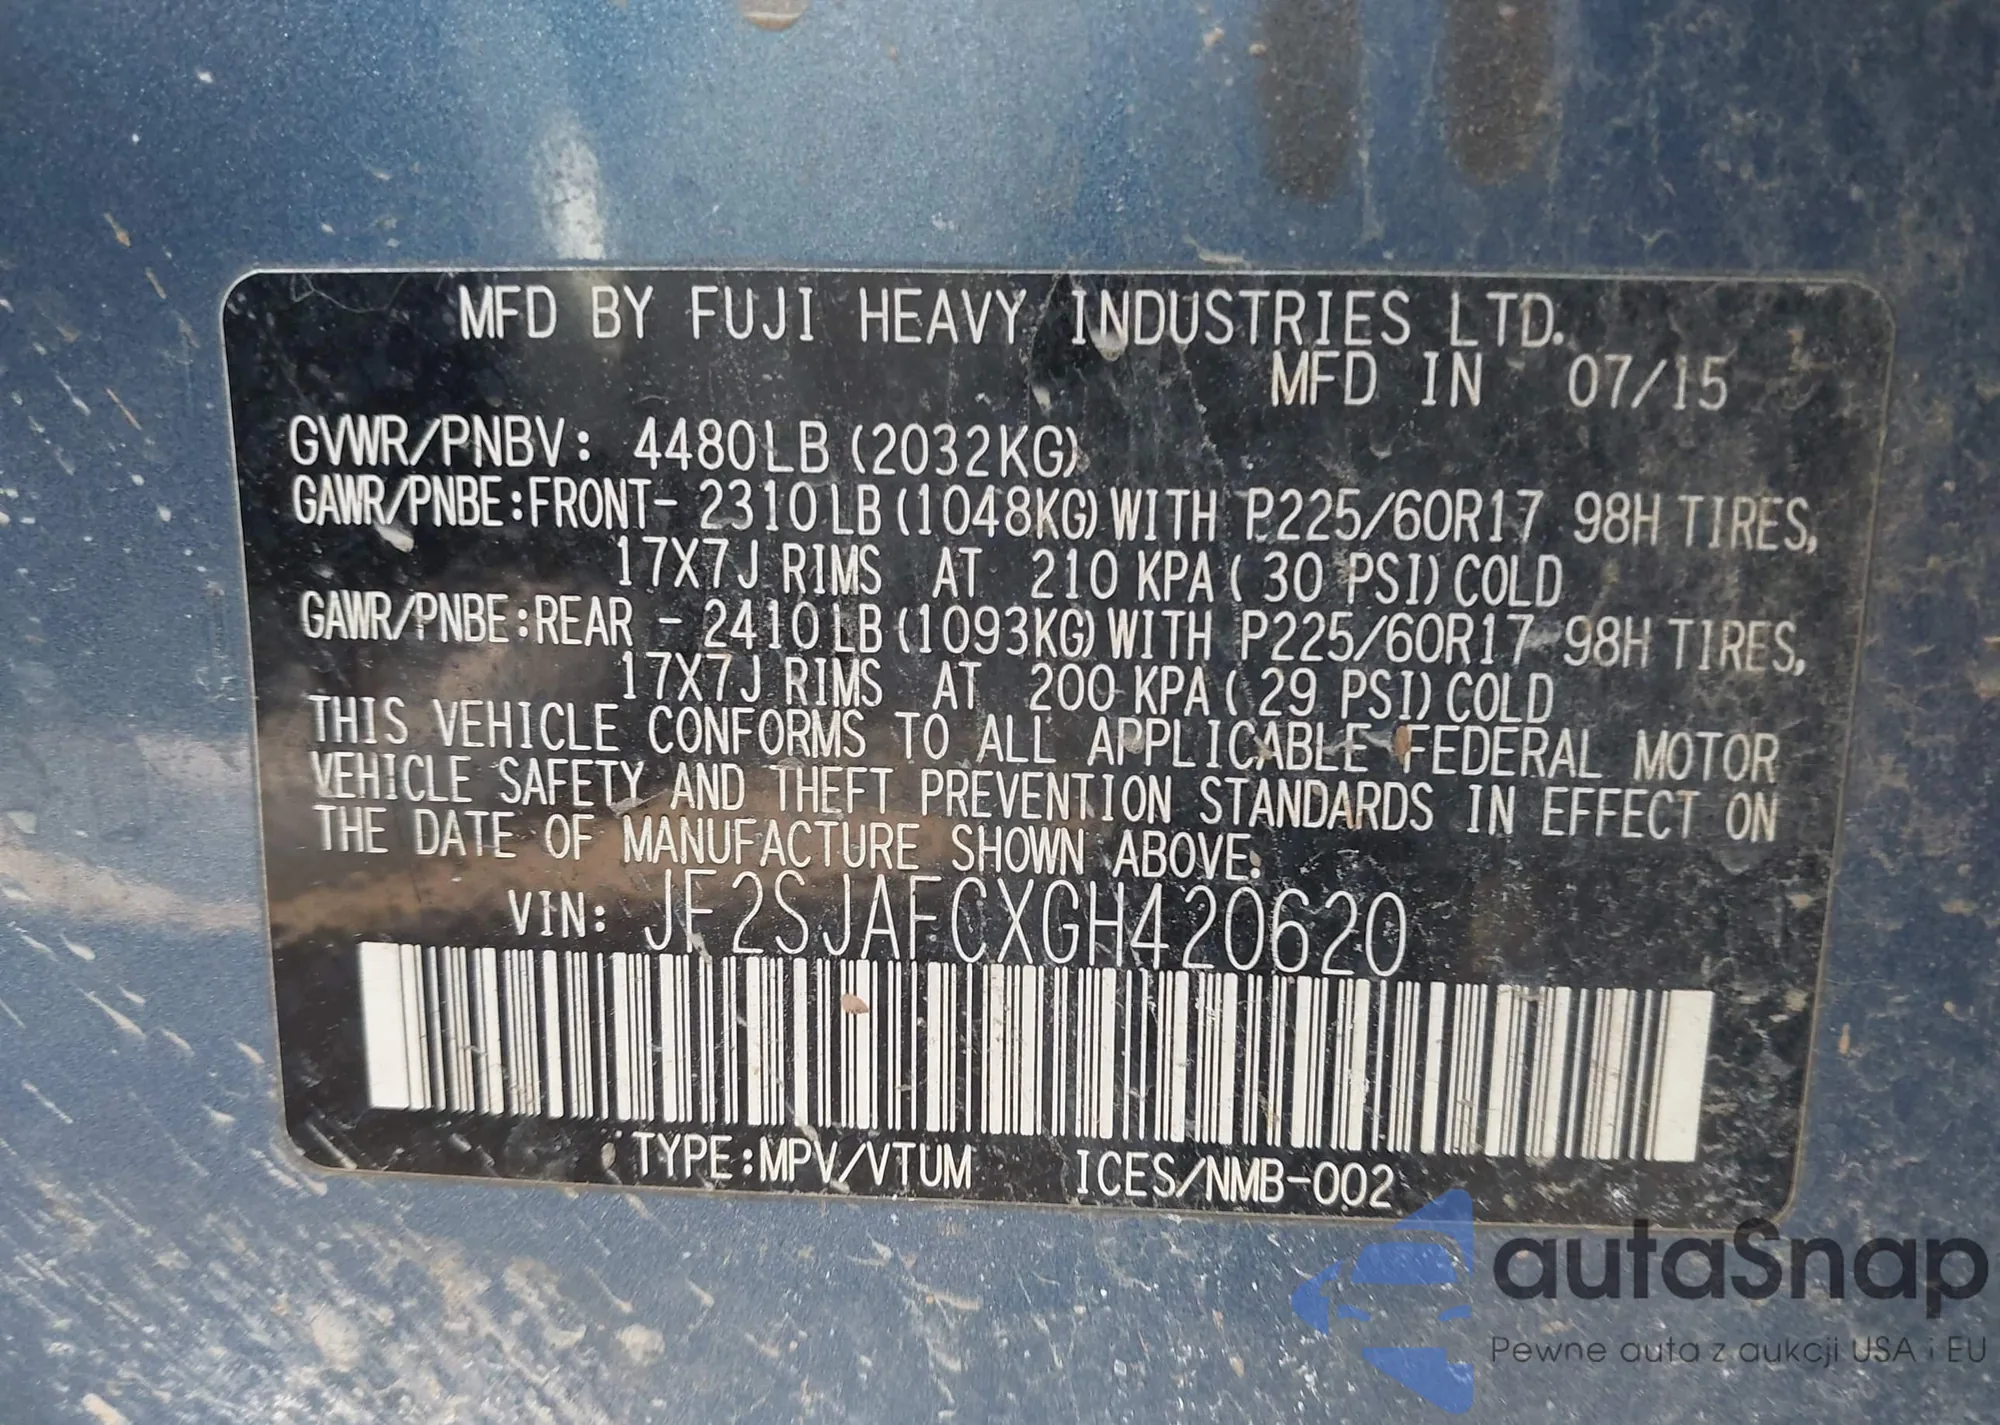 MFD BY FUJI HEAVY INDUSTRIES LTD.
MFD IN 07/15
GVWR/PNBV: 4480LB (2032KG)
GAWR/PNBE:FRONT- 2310LB (1048KG) WITH P225/60R17 98H TIRES,
17X7J RIMS AT 210 KPA ( 30 PSI) COLD
GAWR/PNBE:REAR - 2410LB (1093KG) WITH P225/60R17 98H TIRES,
17X7J RIMS AT 200 KPA ( 29 PSI) COLD
THIS VEHICLE CONFORMS TO ALL APPLICABLE FEDERAL MOTOR
VEHICLE SAFETY AND THEFT PREVENTION STANDARDS IN EFFECT ON
THE DATE OF MANUFACTURE SHOWN ABOVE.
VIN: JF2SJAFCXGH420620
TYPE:MPV/VTUM ICES/NMB-002
autaSnap
Pewne auta z aukcji USA i EU